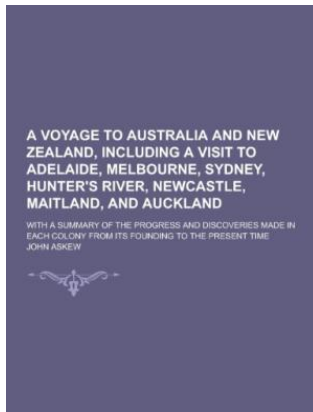 A VOYAGE TO AUSTRALIA AND NEW
ZEALAND, INCLUDING A VISIT TO
ADELAIDE, MELBOURNE, SYDNEY,
HUNTER'S RIVER, NEWCASTLE,
MAITLAND, AND AUCKLAND
WITH A SUMMARY OF THE PROGRESS AND DISCOVERIES MADE IN
EACH COLONY FROM ITS FOUNDING TO THE PRESENT TIME
JOHN ASKEW